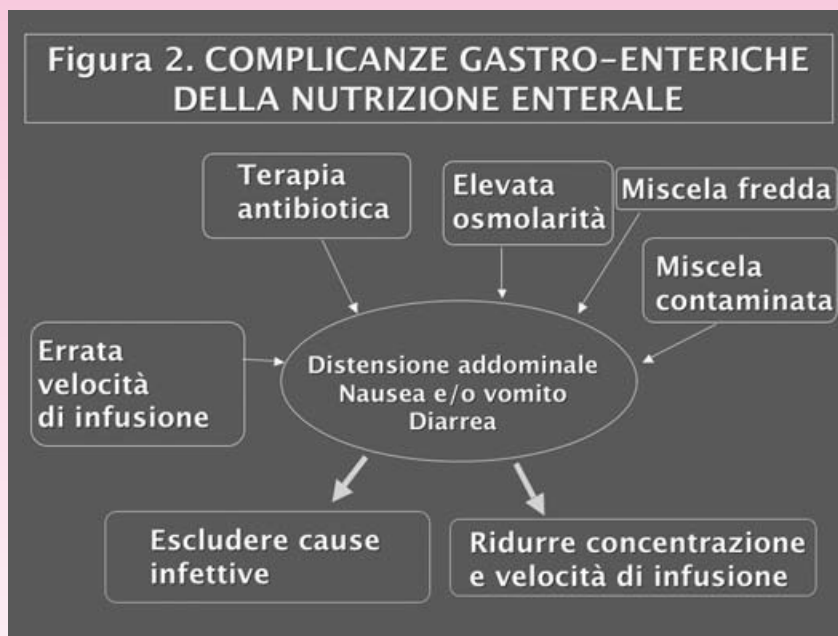 Figura 2. COMPLICANZE GASTRO-ENTERICHE
DELLA NUTRIZIONE ENTERALE
Terapia
antibiotica
Elevata
osmolarità
Miscela fredda
Miscela
contaminata
Errata
velocità
di infusione
Distensione addominale
Nausea e/o vomito
Diarrea
Escludere cause
infettive
Ridurre concentrazione
e velocità di infusione